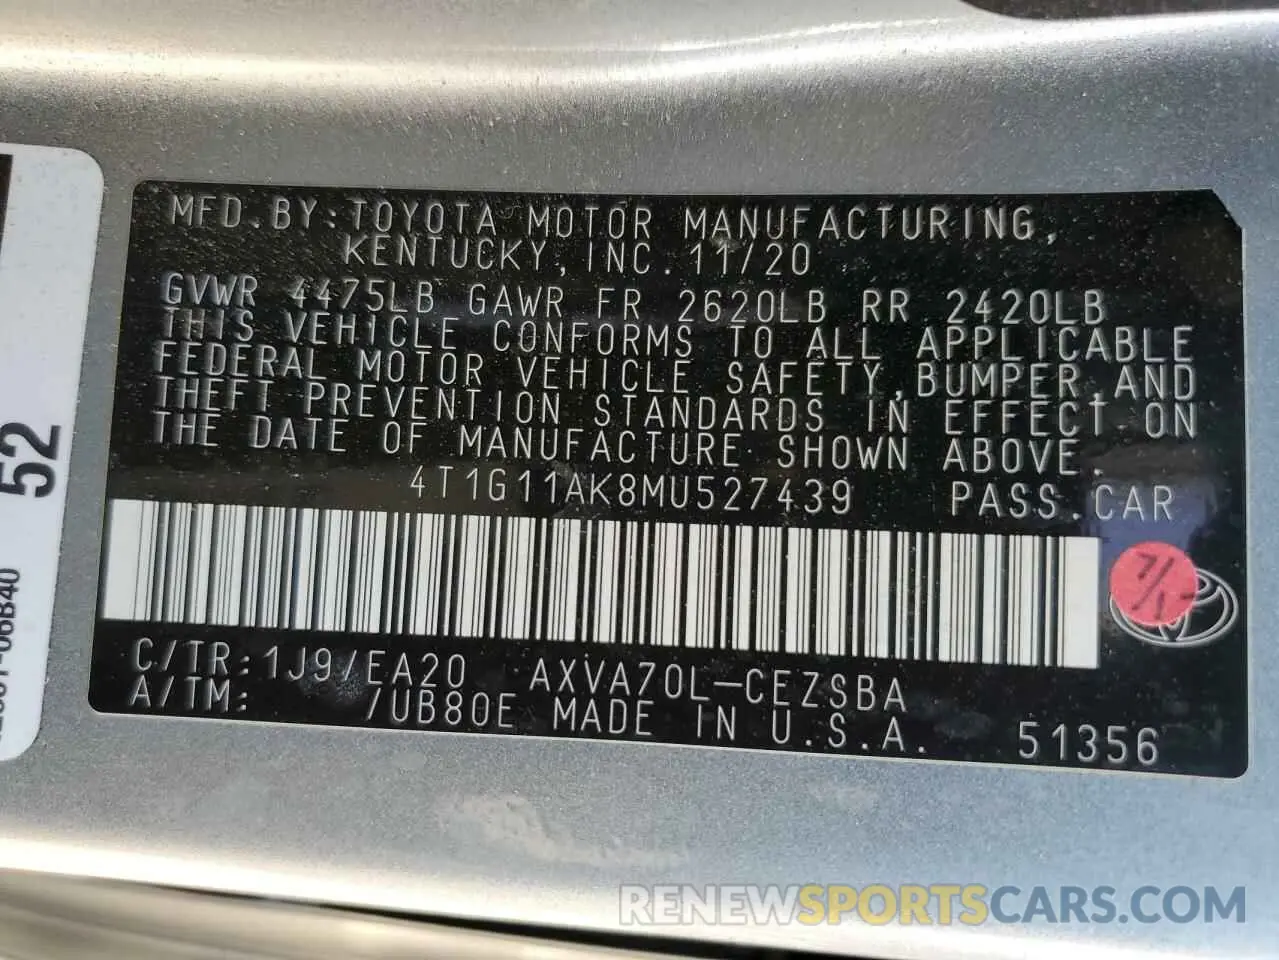 MFD.BY:TOYOTA MOTOR MANUFACTURING,
KENTUCKY, INC. 11/20
GVWR 4475LB GAWR FR 2620LB RR 2420LB
THIS VEHICLE CONFORMS TO ALL APPLICABLE
FEDERAL MOTOR VEHICLE SAFETY, BUMPER, AND
THEFT PREVENTION STANDARDS IN EFFECT ON
THE DATE OF MANUFACTURE SHOWN ABOVE.
4T1G11AK8MU527439 PASS.CAR
C/TR:1J9/EA20 AXVA70L-CEZSBA
A/TM: /UB80E MADE IN U.S.A. 51356
52
7/1
RENEWSPORTSCARS.COM